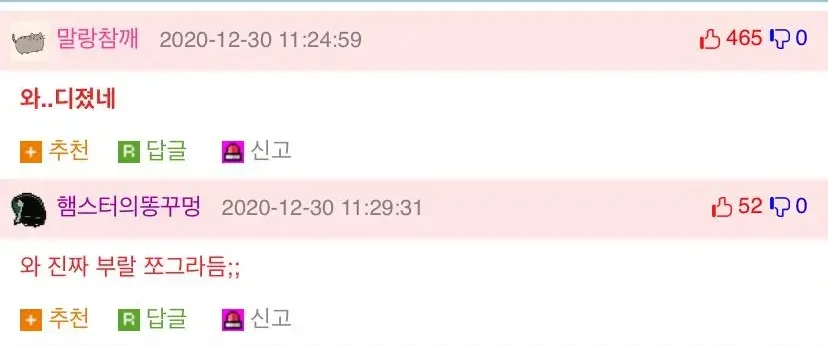 말랑참깨 2020-12-30 11:24:59 465 0
와..디졌네
+ 추천 R 답글 신고
햄스터의똥꾸멍 2020-12-30 11:29:31 52 0
와 진짜 부랄 쪼그라듬;;
+ 추천 R 답글 신고